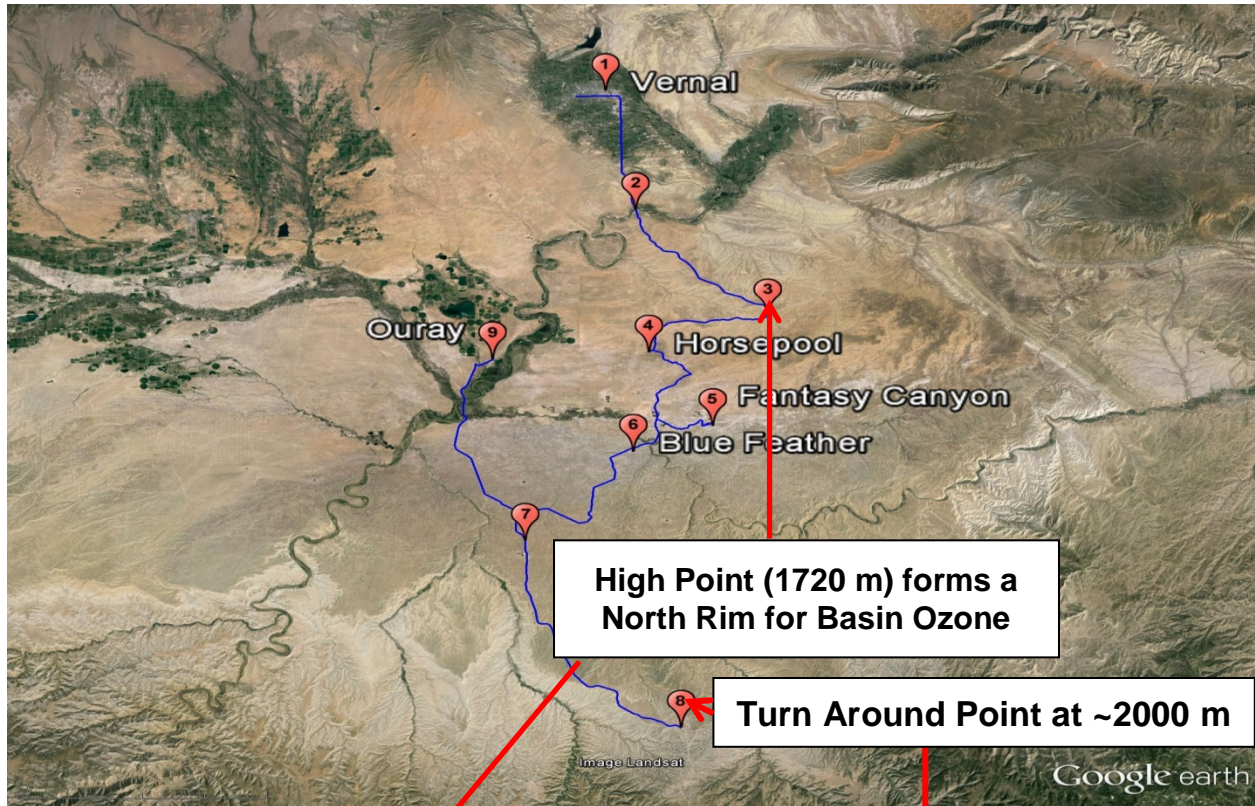 1
Vernal
2
3
Ouray
9
4
Horsepool
5
Fantasy Canyon
6
Blue Feather
7
High Point (1720 m) forms a
North Rim for Basin Ozone
8
Turn Around Point at ~2000 m
Image Landsat
Google earth